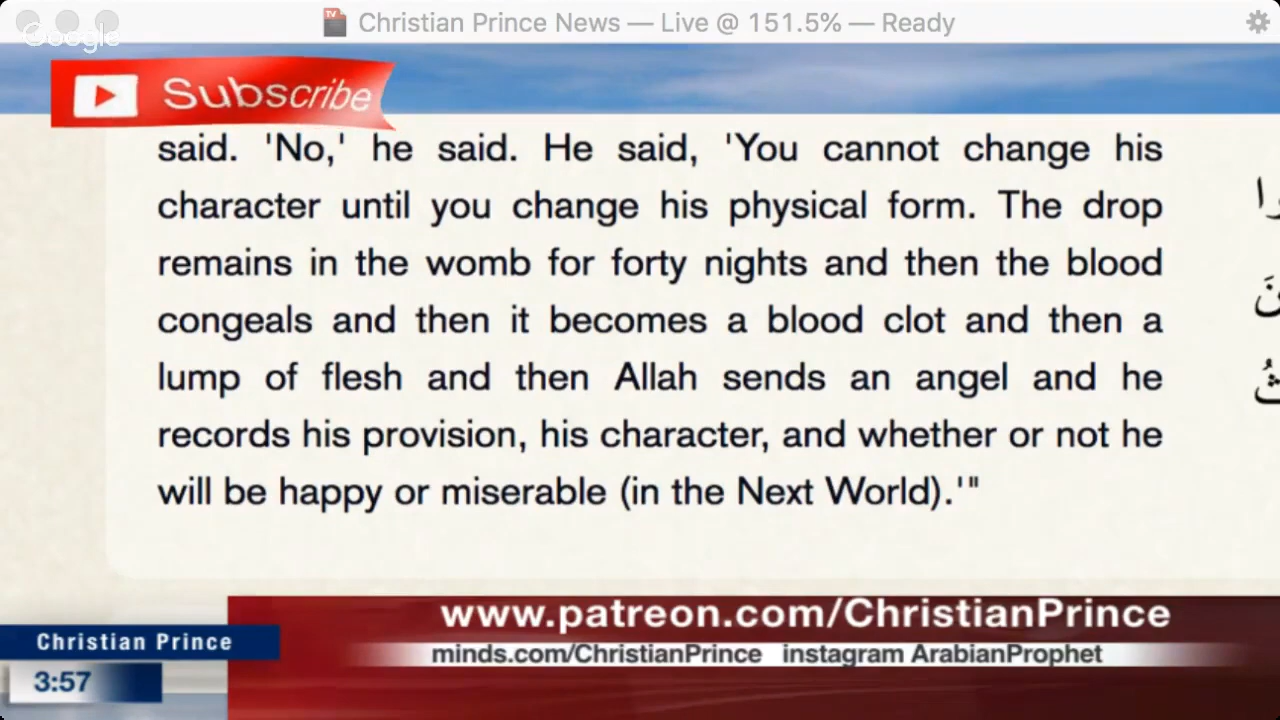 TV
Christian Prince News — Live @ 151.5% — Ready
Google
Subscribe
said. 'No,' he said. He said, 'You cannot change his
character until you change his physical form. The drop
remains in the womb for forty nights and then the blood
congeals and then it becomes a blood clot and then a
lump of flesh and then Allah sends an angel and he
records his provision, his character, and whether or not he
will be happy or miserable (in the Next World).'"
www.patreon.com/ChristianPrince
Christian Prince
minds.com/ChristianPrince instagram ArabianProphet
3:57